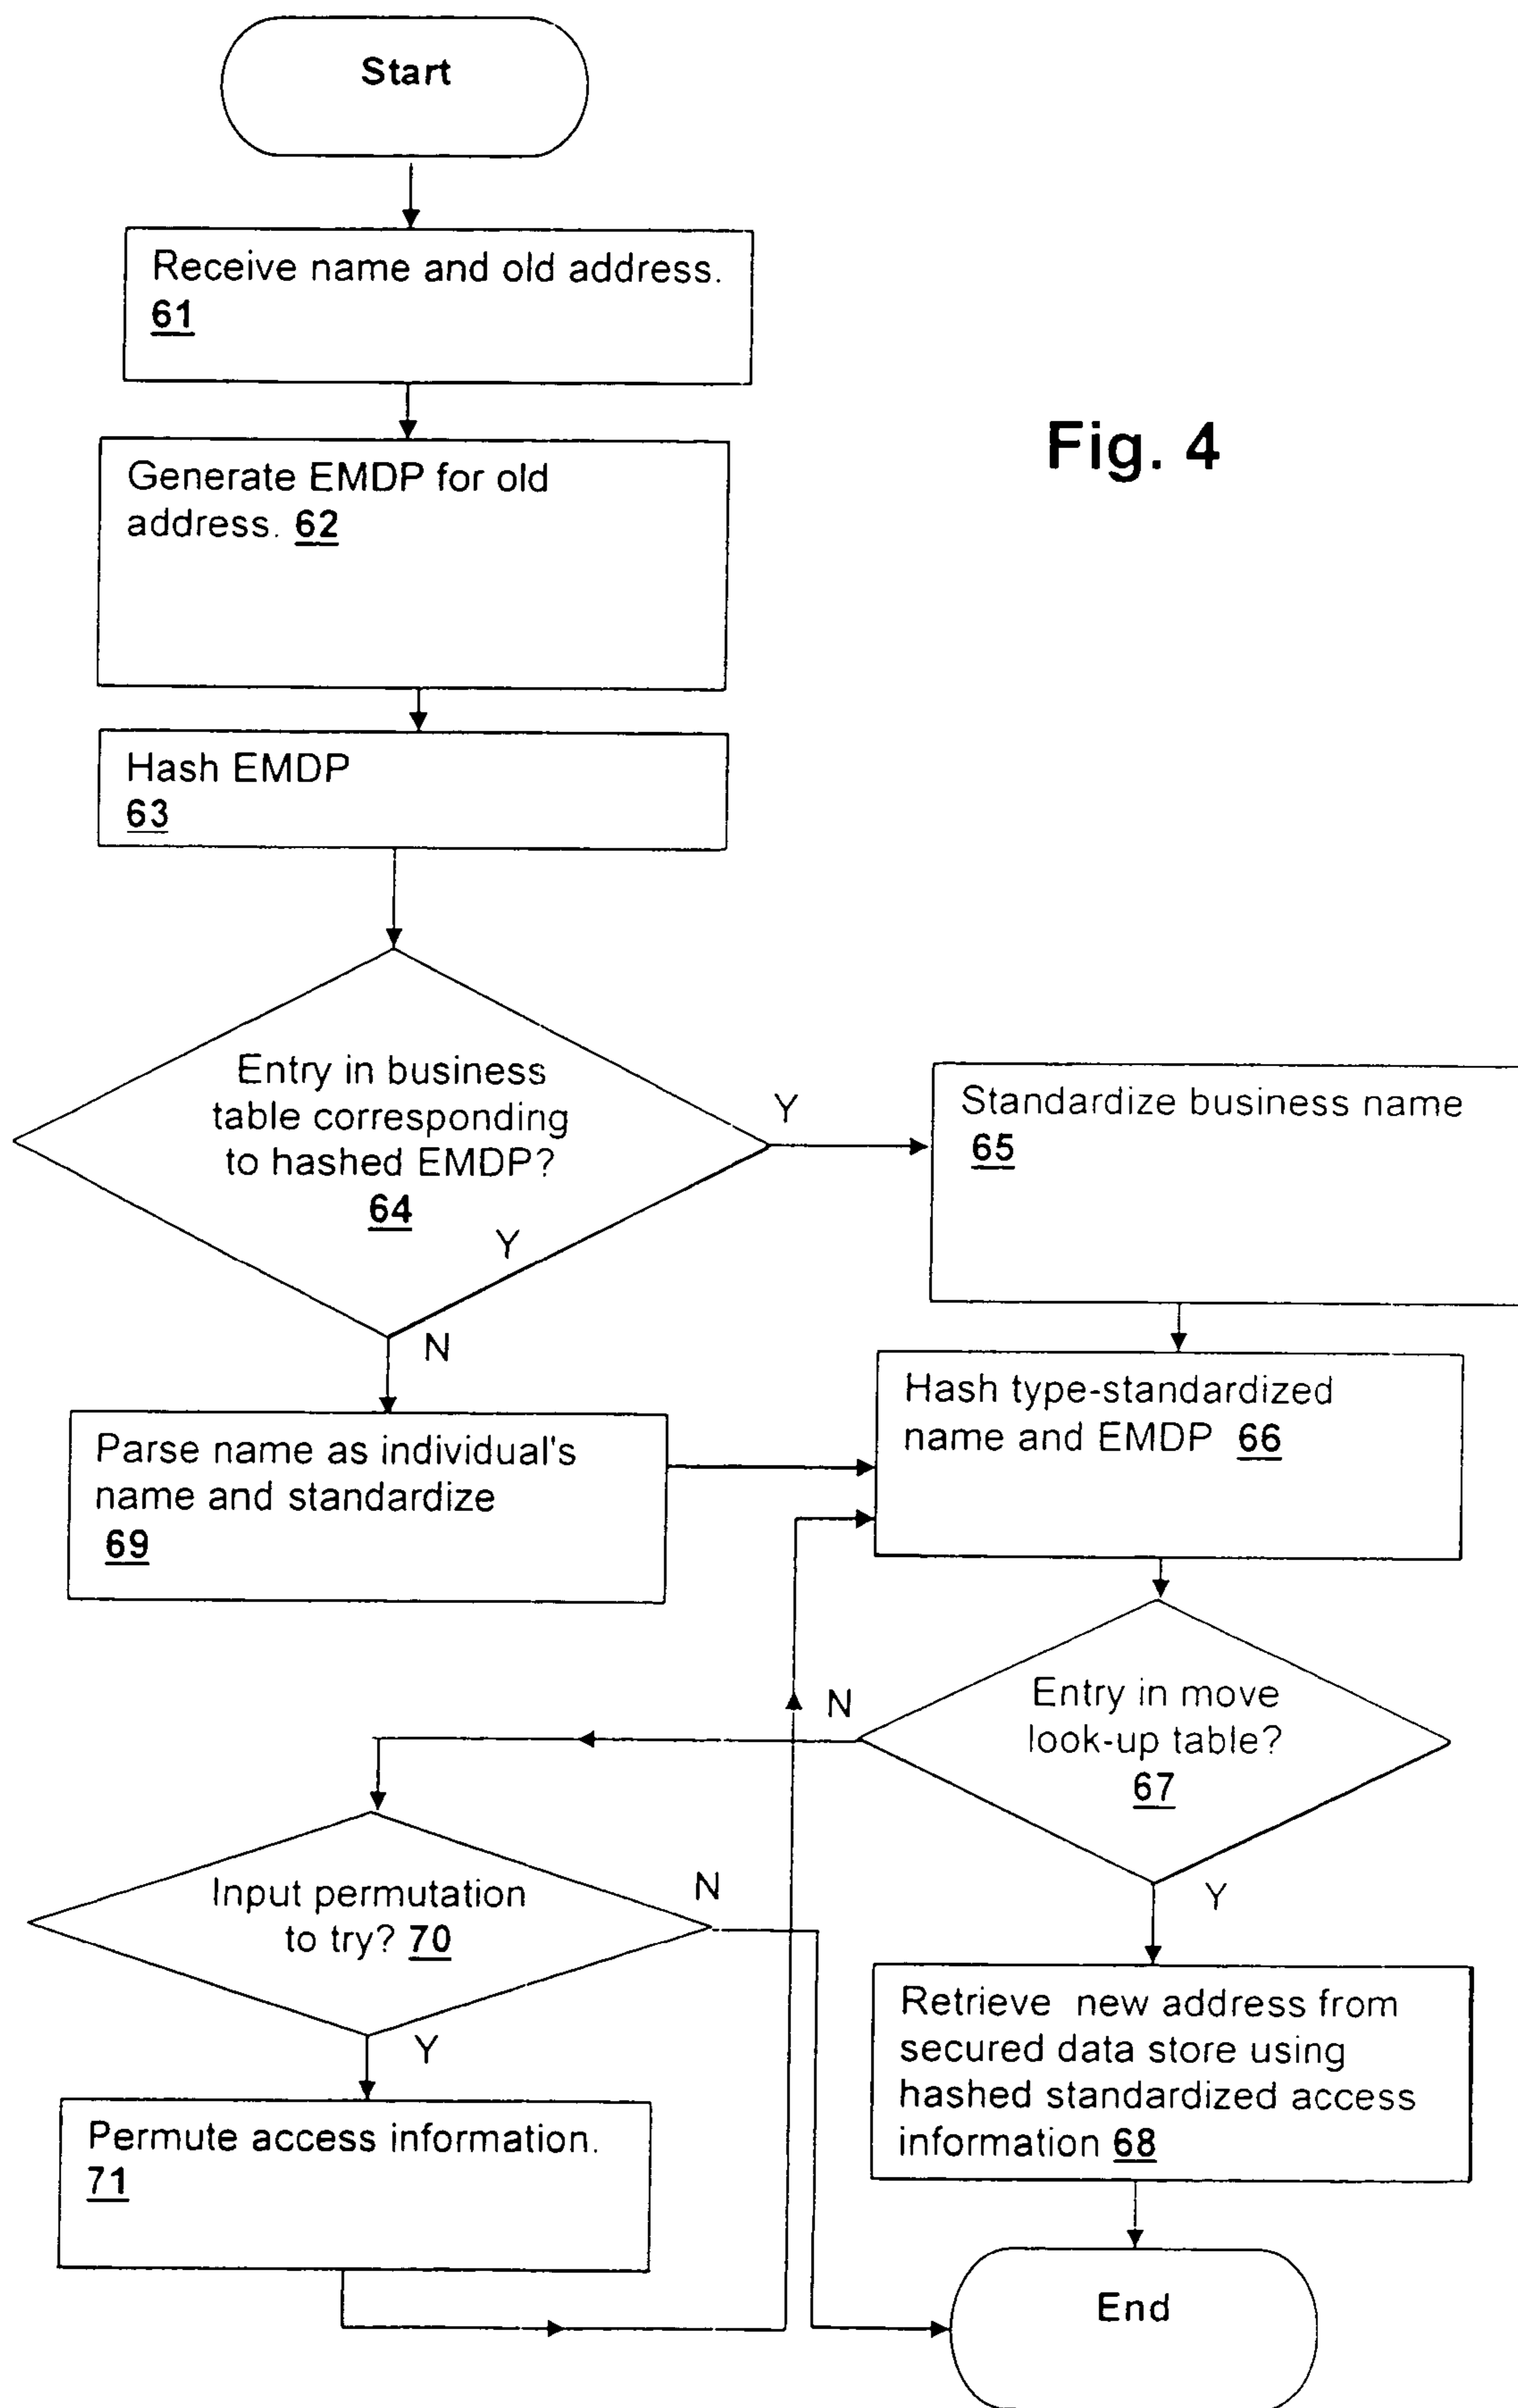 Start
Receive name and old address.
61
Fig. 4
Generate EMDP for old
address. 62
Hash EMDP
63
Entry in business
table corresponding
to hashed EMDP?
64
Y
Y
N
Standardize business name
65
Hash type-standardized
name and EMDP 66
Parse name as individual's
name and standardize
69
Entry in move
look-up table?
67
N
Y
Input permutation
to try? 70
N
Y
Retrieve new address from
secured data store using
hashed standardized access
information 68
Permute access information.
71
End